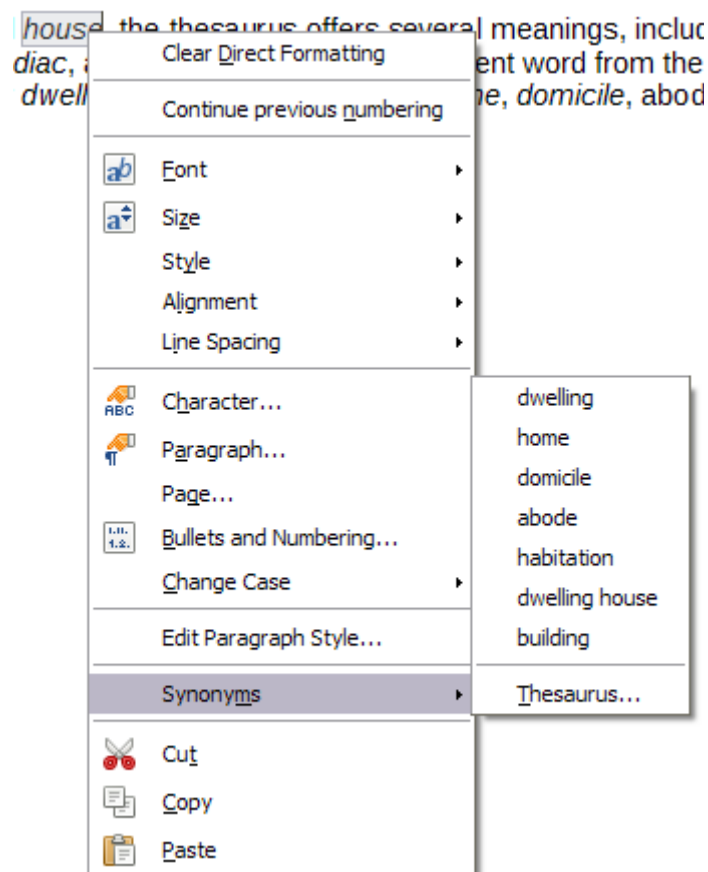 house, the thesaurus offers several meanings, includ
diac, ent word from the
dwell ne, domicile, abod
Clear Direct Formatting
Continue previous numbering
Font
Size
Style
Alignment
Line Spacing
ABC
Character...
Paragraph...
Page...
Bullets and Numbering...
Change Case
Edit Paragraph Style...
Synonyms
Cut
Copy
Paste
dwelling
home
domicile
abode
habitation
dwelling house
building
Thesaurus...